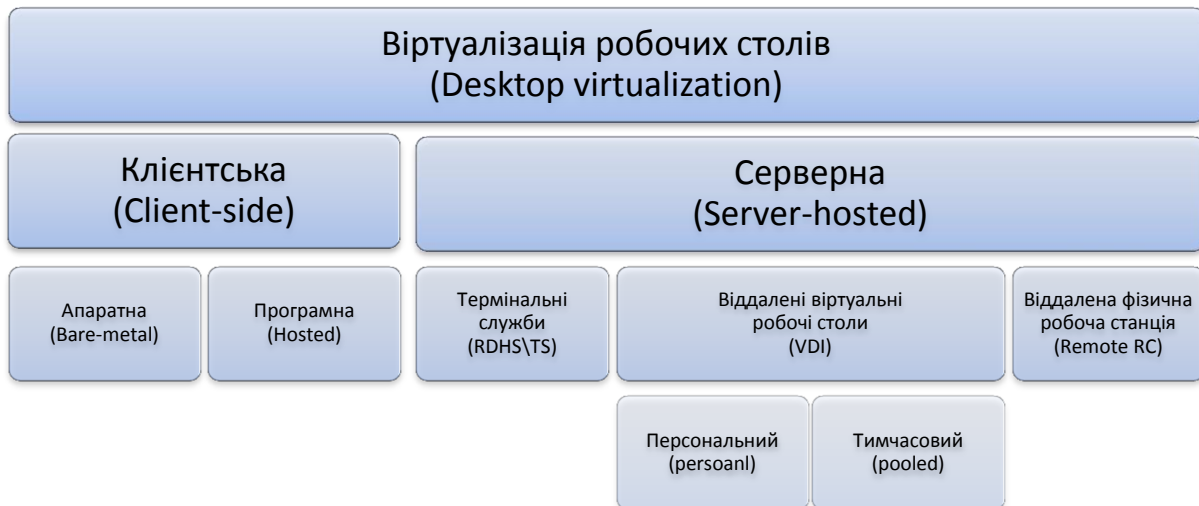 Віртуалізація робочих столів
(Desktop virtualization)
Клієнтська
(Client-side)
Серверна
(Server-hosted)
Апаратна
(Bare-metal)
Програмна
(Hosted)
Термінальні
служби
(RDHS\TS)
Віддалені віртуальні
робочі столи
(VDI)
Віддалена фізична
робоча станція
(Remote RC)
Персональний
(persoanl)
Тимчасовий
(pooled)